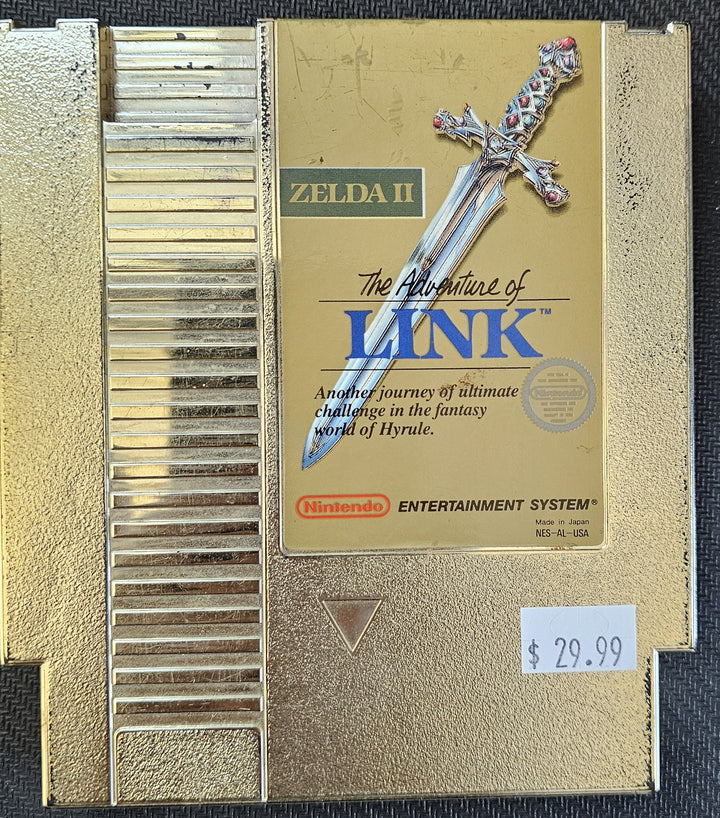 ZELDA II
The Adventure of
LINK™
Another journey of ultimate
challenge in the fantasy
world of Hyrule.
Nintendo
Nintendo ENTERTAINMENT SYSTEM®
Made in Japan
NES-AL-USA
$ 29.99